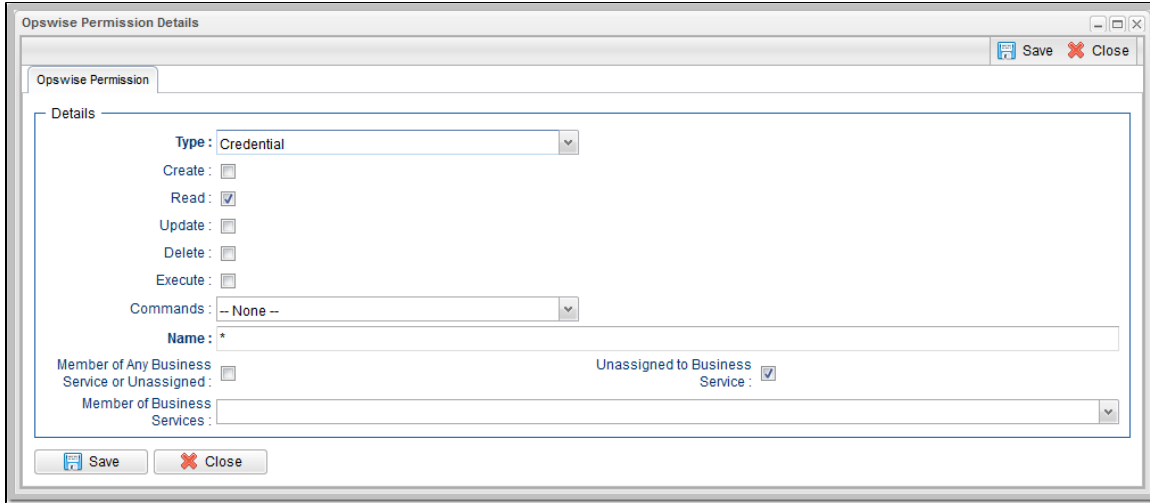 Opswise Permission Details
Save Close
Opswise Permission
Details
Type : Credential
Create :
Read :
Update :
Delete :
Execute :
Commands : -- None --
Name : *
Member of Any Business
Service or Unassigned :
Unassigned to Business
Service :
Member of Business
Services :
Save Close